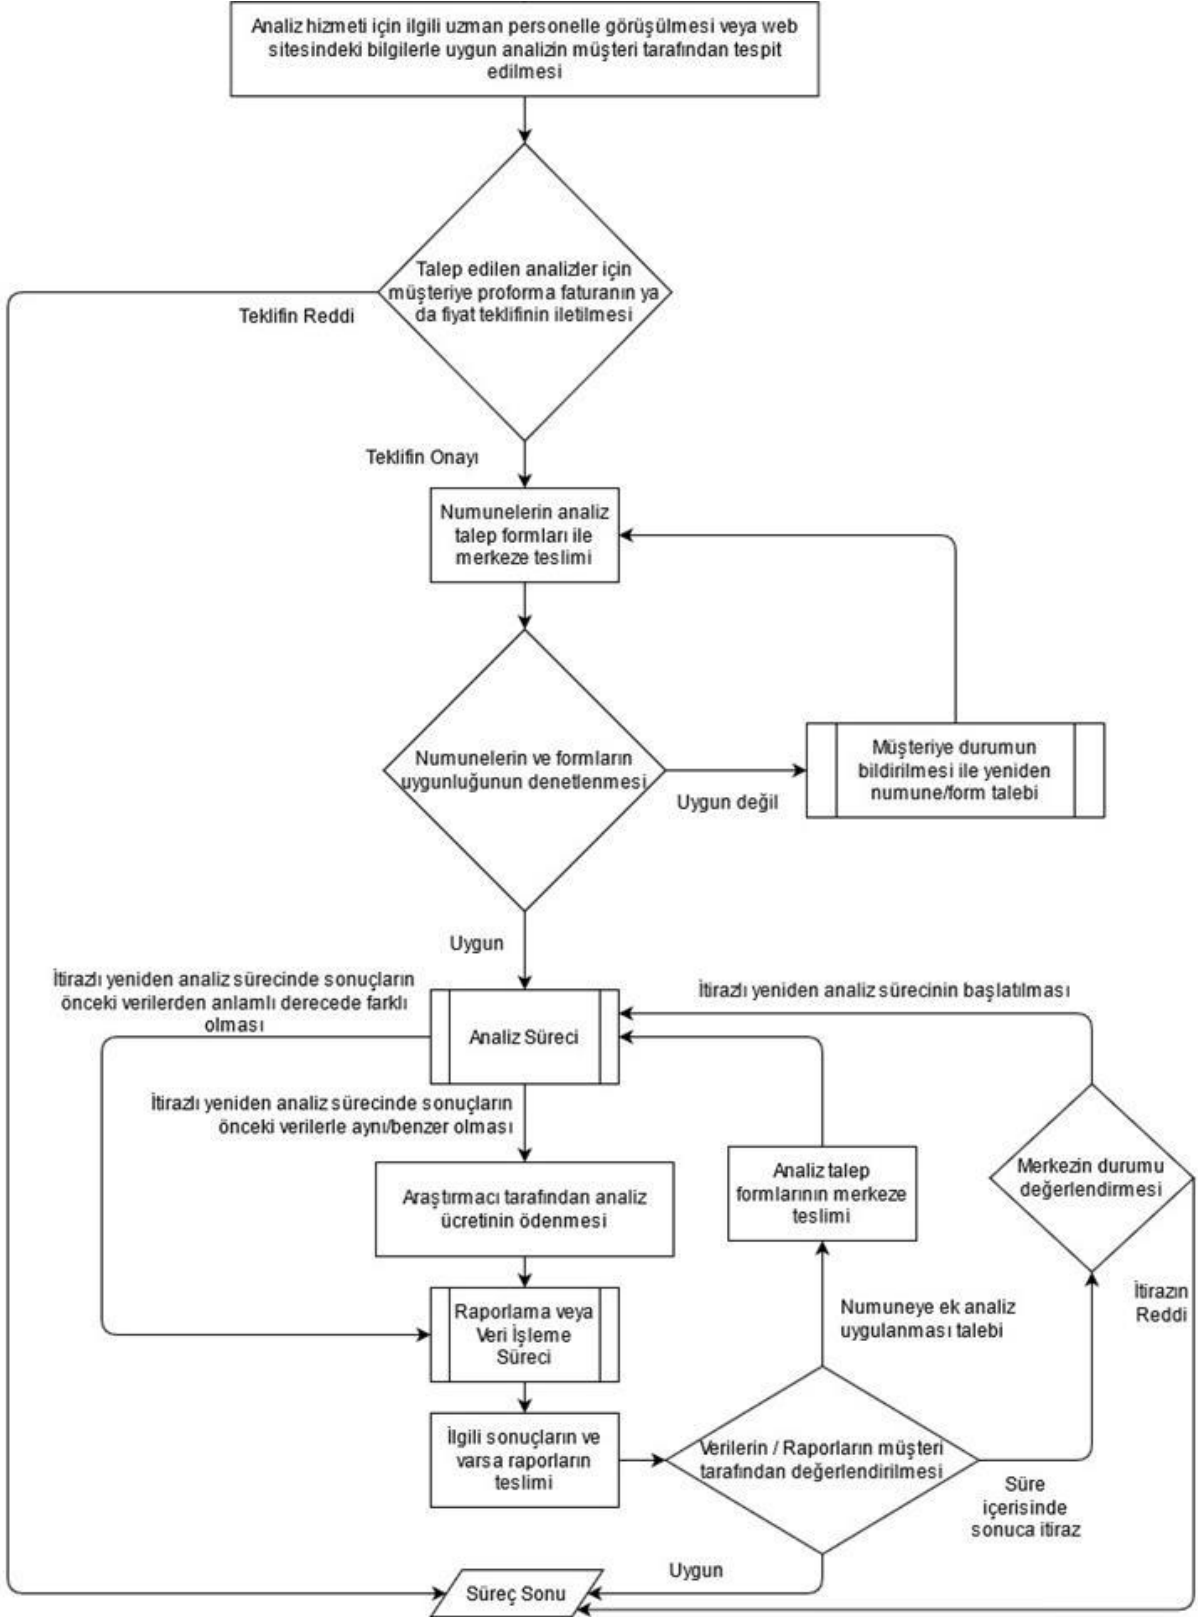 Analiz hizmeti için ilgili uzman personelle görüşülmesi veya web
sitesindeki bilgilerle uygun analizin müşteri tarafından tespit
edilmesi
Talep edilen analizler için
müşteriye proforma faturanın ya
da fiyat teklifinin iletilmesi
Teklifin Reddi
Teklifin Onayı
Numunelerin analiz
talep formları ile
merkeze teslimi
Numunelerin ve formların
uygunluğunun denetlenmesi
Uygun değil
Müşteriye durumun
bildirilmesi ile yeniden
numune/form talebi
Uygun
İtirazlı yeniden analiz sürecinde sonuçların
önceki verilerden anlamlı derecede farklı
olması
İtirazlı yeniden analiz sürecinin başlatılması
Analiz Süreci
İtirazlı yeniden analiz sürecinde sonuçların
önceki verilerle aynı/benzer olması
Araştırmacı tarafından analiz
ücretinin ödenmesi
Analiz talep
formlarının merkeze
teslimi
Merkezin durumu
değerlendirmesi
Raporlama veya
Veri İşleme
Süreci
Numuneye ek analiz
uygulanması talebi
İtirazın
Reddi
İlgili sonuçların ve
varsa raporların
teslimi
Verilerin / Raporların müşteri
tarafından değerlendirilmesi
Süre
içerisinde
sonuca itiraz
Uygun
Süreç Sonu